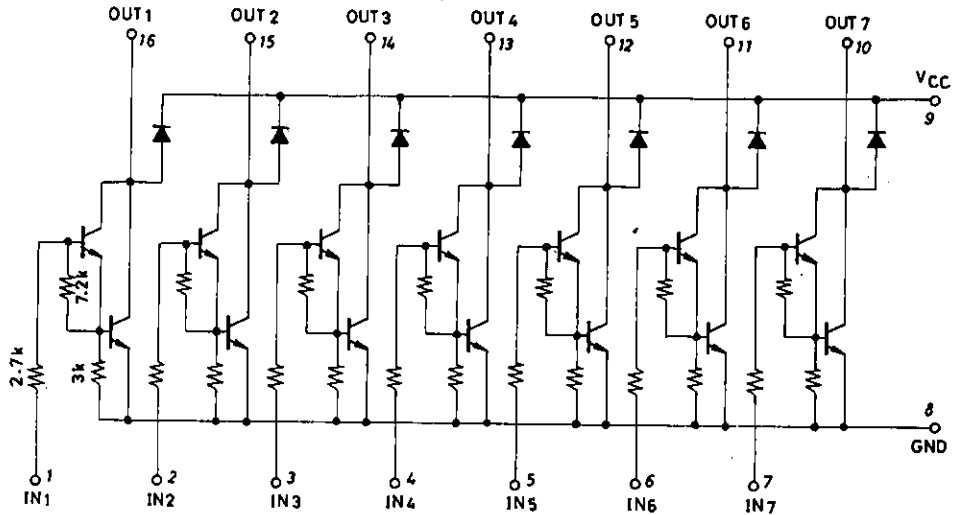 OUT 1 OUT 2 OUT 3 OUT 4 OUT 5 OUT 6 OUT 7
16 15 14 13 12 11 10
VCC
9
7.2k
2.7k 3k
8
GND
1 2 3 4 5 6 7
IN1 IN2 IN3 IN4 IN5 IN6 IN7